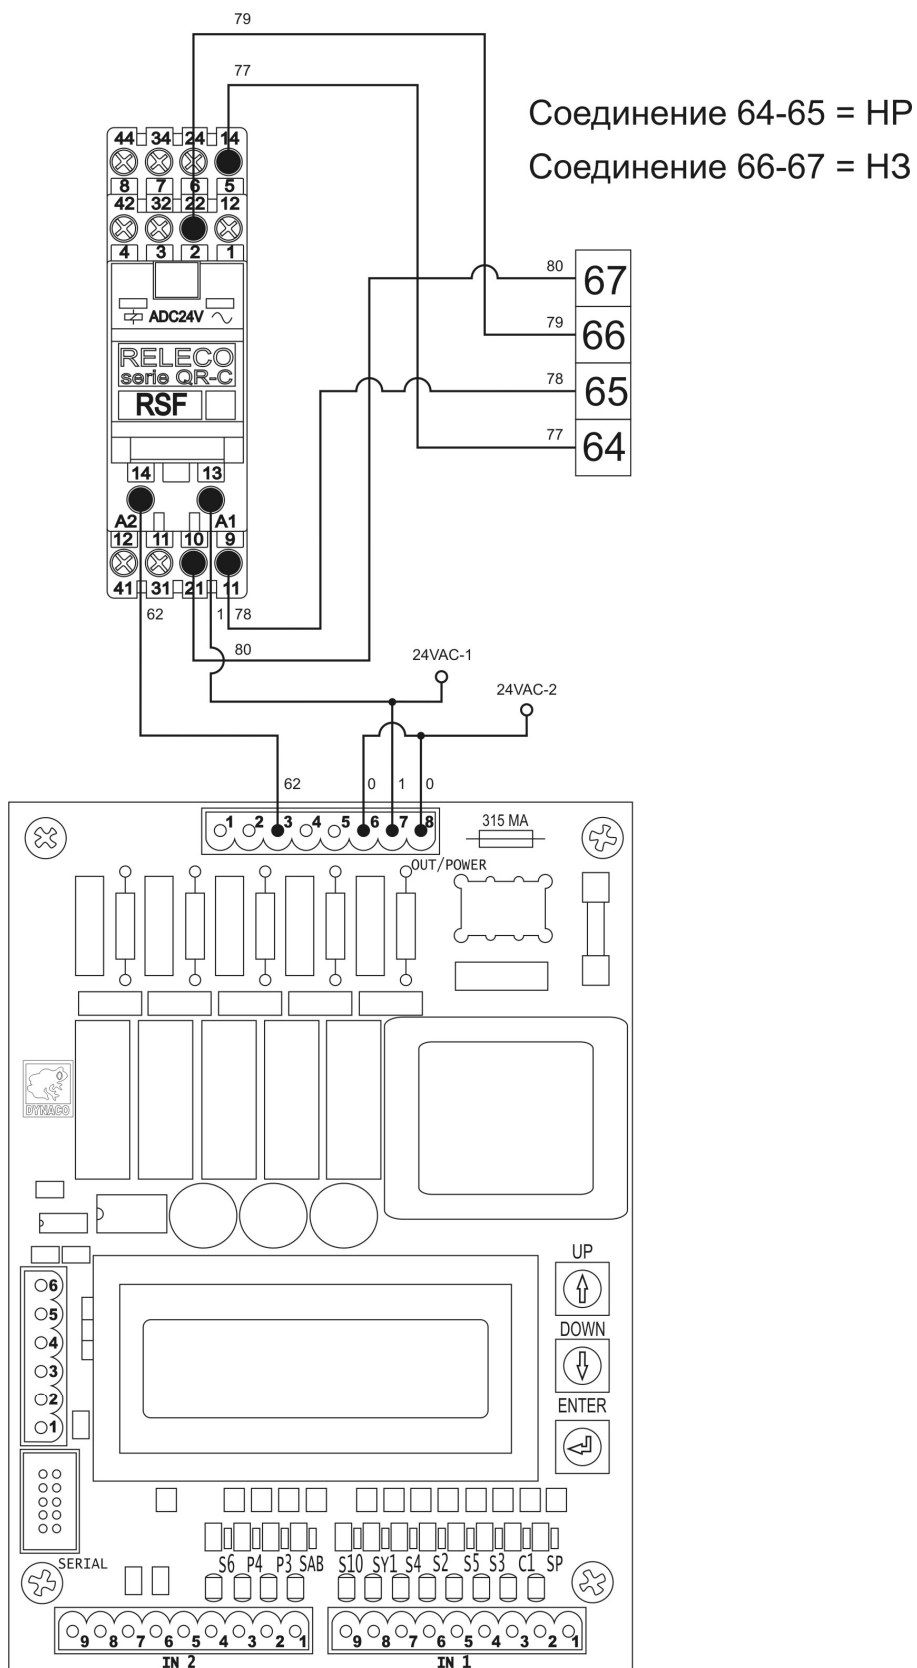 79
77
Соединение 64-65 = НР
Соединение 66-67 = НЗ
44 34 24 14
8 7 6 5
42 32 22 12
4 3 2 1
ADC24V
RELECO
serie QR-C
RSF
80 67
79 66
78 65
77 64
14 13
A2 A1
12 11 10 9
41 31 21 11
62 1 78
80
24VAC-1
24VAC-2
62 0 1 0
1 2 3 4 5 6 7 8
315 MA
OUT/POWER
DYNACO
UP
6
5
DOWN
4
3
2
ENTER
1
SERIAL
S6 P4 P3 SAB S10 SY1 S4 S2 S5 S3 C1 SP
9 8 7 6 5 4 3 2 1 9 8 7 6 5 4 3 2 1
IN 2 IN 1